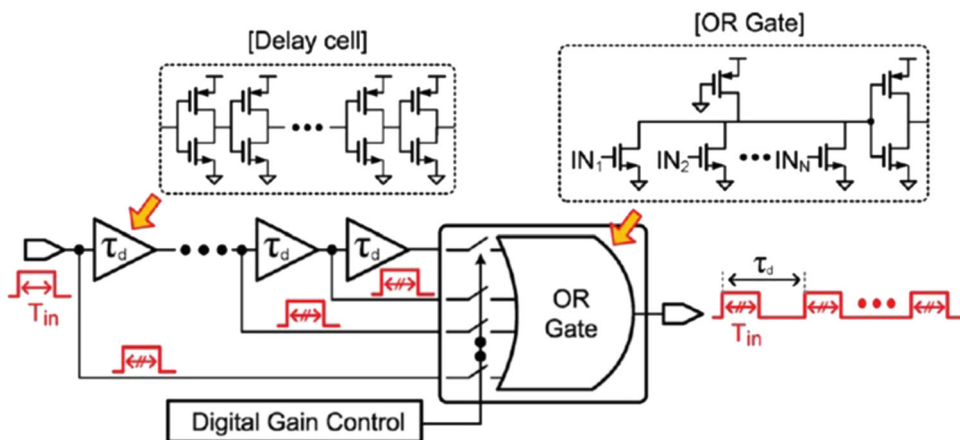 [Delay cell]
[OR Gate]
IN1 IN2 INN
τd τd τd
Tin
OR
Gate
τd
Tin
Digital Gain Control